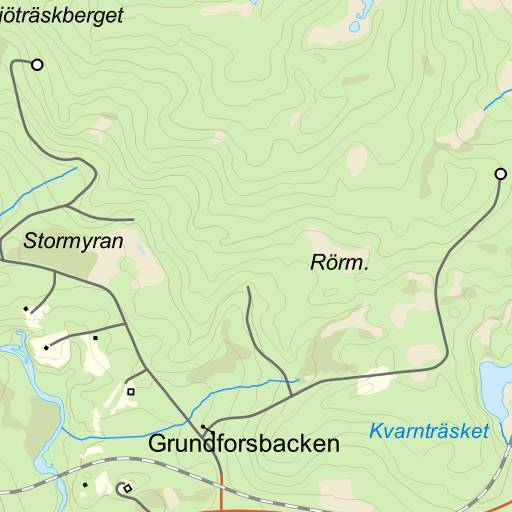 jöträskberget
Stormyran
Rörm.
Kvarnträsket
Grundforsbacken